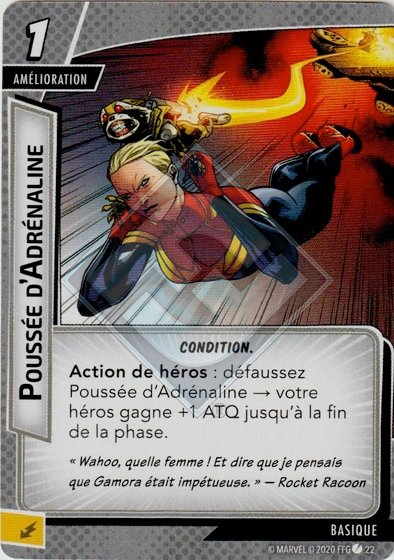 1
AMÉLIORATION
POUSSÉE D'ADRÉNALINE
CONDITION.
Action de héros : défaussez
Poussée d'Adrénaline → votre
héros gagne +1 ATQ jusqu'à la fin
de la phase.
« Wahoo, quelle femme ! Et dire que je pensais
que Gamora était impétueuse. » — Rocket Racoon
BASIQUE
© MARVEL © 2020 FFG 22